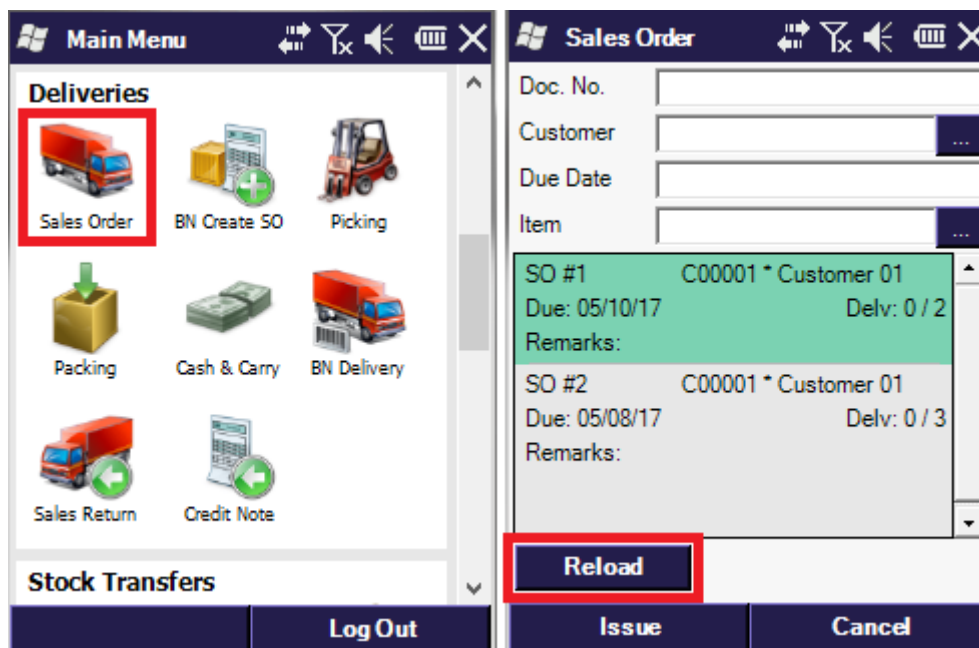 Main Menu
Deliveries
Sales Order
BN Create SO
Picking
Packing
Cash & Carry
BN Delivery
Sales Return
Credit Note
Stock Transfers
Log Out
Sales Order
Doc. No.
Customer
...
Due Date
Item
...
SO #1 C00001 * Customer 01
Due: 05/10/17 Delv: 0 / 2
Remarks:
SO #2 C00001 * Customer 01
Due: 05/08/17 Delv: 0 / 3
Remarks:
Reload
Issue
Cancel